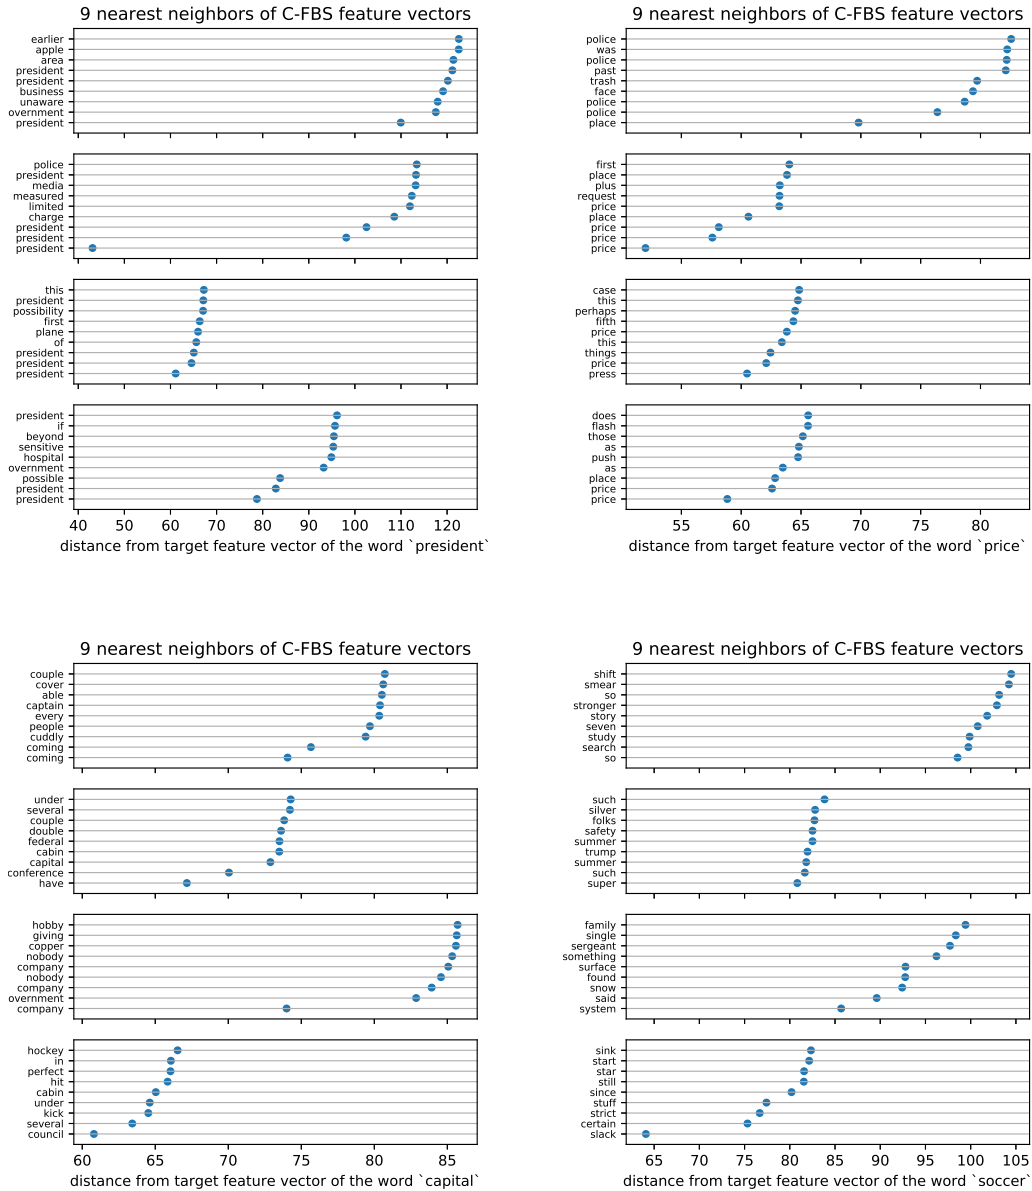 9 nearest neighbors of C-FBS feature vectors
earlier
apple
area
president
president
business
unaware
overnment
president
police
president
media
measured
limited
charge
president
president
president
this
president
possibility
first
plane
of
president
president
president
president
if
beyond
sensitive
hospital
overnment
possible
president
president
40 50 60 70 80 90 100 110 120
distance from target feature vector of the word `president`
9 nearest neighbors of C-FBS feature vectors
police
was
police
past
trash
face
police
police
place
first
place
plus
request
price
place
price
price
price
case
this
perhaps
fifth
price
this
things
price
press
does
flash
those
as
push
as
place
price
price
55 60 65 70 75 80
distance from target feature vector of the word `price`
9 nearest neighbors of C-FBS feature vectors
couple
cover
able
captain
every
people
cuddly
coming
coming
under
several
couple
double
federal
cabin
capital
conference
have
hobby
giving
copper
nobody
company
nobody
company
overnment
company
hockey
in
perfect
hit
cabin
under
kick
several
council
60 65 70 75 80 85
distance from target feature vector of the word `capital`
9 nearest neighbors of C-FBS feature vectors
shift
smear
so
stronger
story
seven
study
search
so
such
silver
folks
safety
summer
trump
summer
such
super
family
single
sergeant
something
surface
found
snow
said
system
sink
start
star
still
since
stuff
strict
certain
slack
65 70 75 80 85 90 95 100 105
distance from target feature vector of the word `soccer`